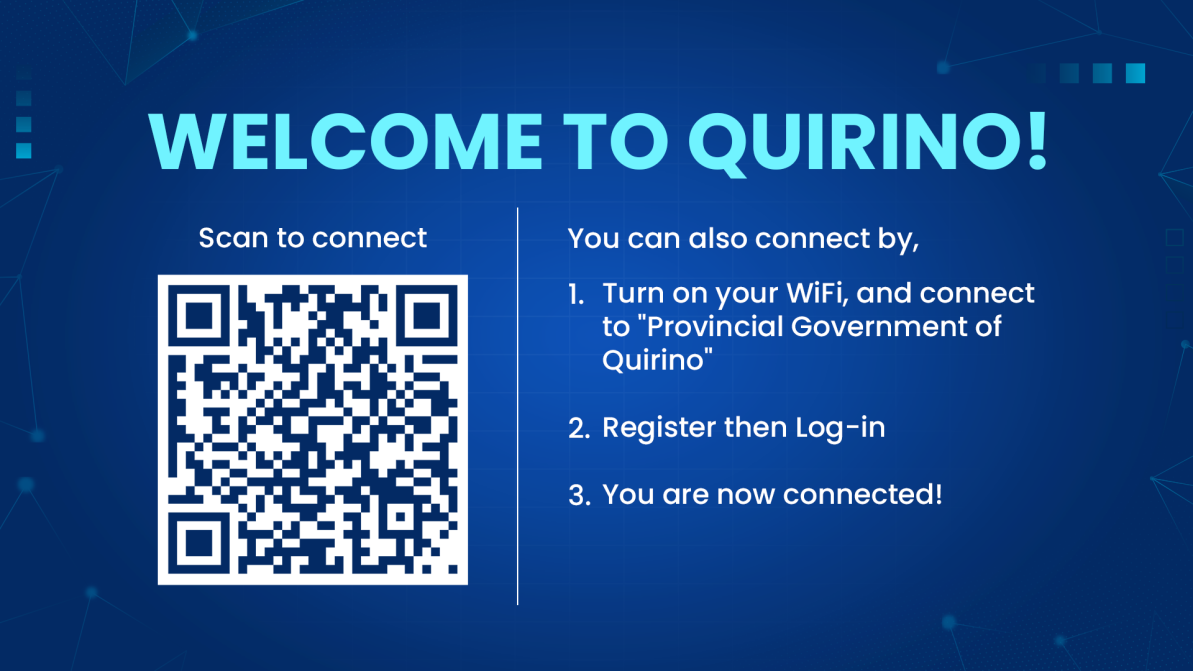 WELCOME TO QUIRINO!
Scan to connect
You can also connect by,
1. Turn on your WiFi, and connect
to "Provincial Government of
Quirino"
2. Register then Log-in
3. You are now connected!